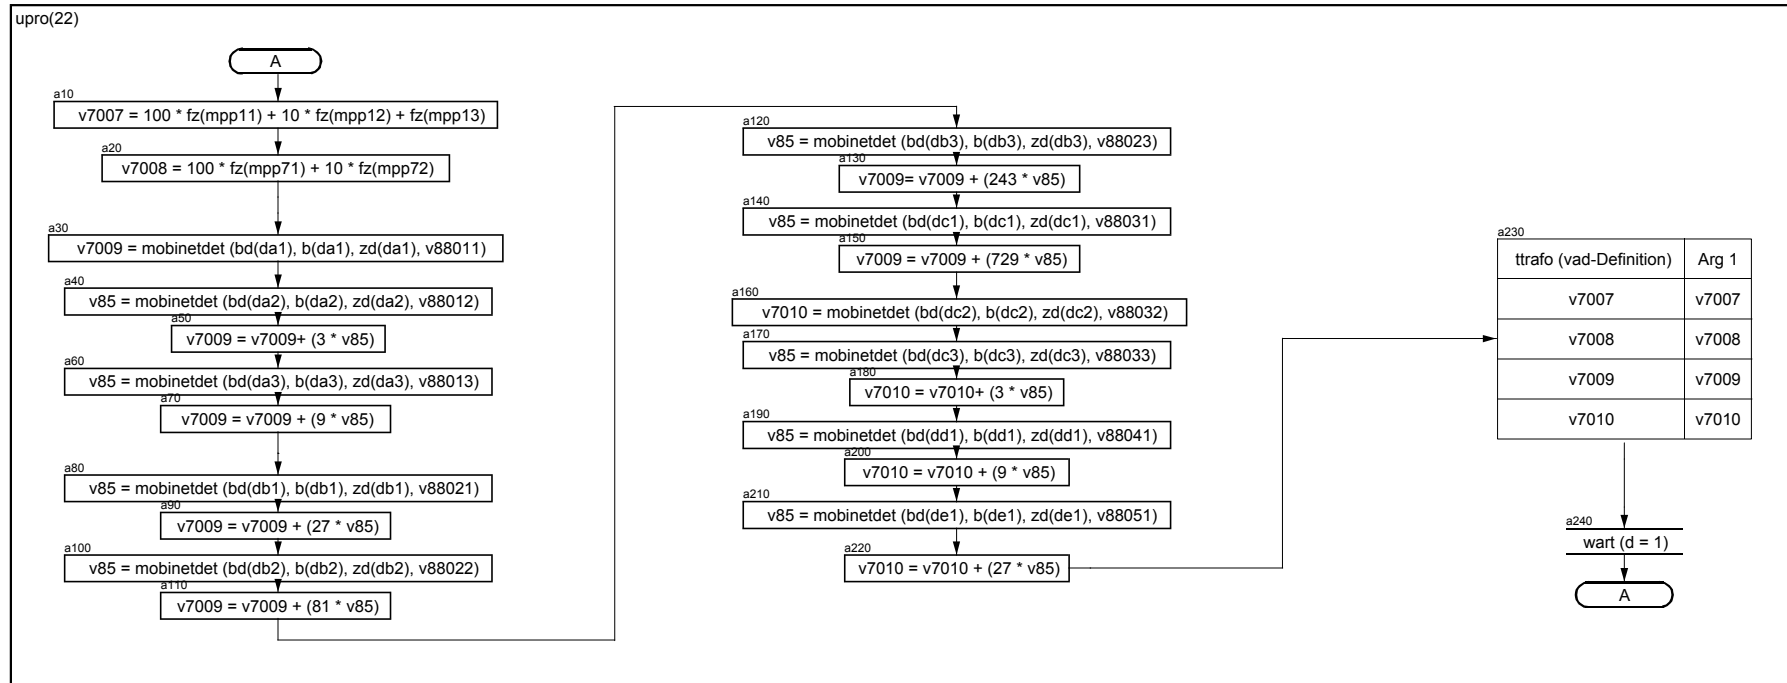 upro(22)
A
a10
v7007 = 100 * fz(mpp11) + 10 * fz(mpp12) + fz(mpp13)
a20
v7008 = 100 * fz(mpp71) + 10 * fz(mpp72)
a30
v7009 = mobinetdet (bd(da1), b(da1), zd(da1), v88011)
a40
v85 = mobinetdet (bd(da2), b(da2), zd(da2), v88012)
a50
v7009 = v7009+ (3 * v85)
a60
v85 = mobinetdet (bd(da3), b(da3), zd(da3), v88013)
a70
v7009 = v7009 + (9 * v85)
a80
v85 = mobinetdet (bd(db1), b(db1), zd(db1), v88021)
a90
v7009 = v7009 + (27 * v85)
a100
v85 = mobinetdet (bd(db2), b(db2), zd(db2), v88022)
a110
v7009 = v7009 + (81 * v85)
a120
v85 = mobinetdet (bd(db3), b(db3), zd(db3), v88023)
a130
v7009= v7009 + (243 * v85)
a140
v85 = mobinetdet (bd(dc1), b(dc1), zd(dc1), v88031)
a150
v7009 = v7009 + (729 * v85)
a160
v7010 = mobinetdet (bd(dc2), b(dc2), zd(dc2), v88032)
a170
v85 = mobinetdet (bd(dc3), b(dc3), zd(dc3), v88033)
a180
v7010 = v7010+ (3 * v85)
a190
v85 = mobinetdet (bd(dd1), b(dd1), zd(dd1), v88041)
a200
v7010 = v7010 + (9 * v85)
a210
v85 = mobinetdet (bd(de1), b(de1), zd(de1), v88051)
a220
v7010 = v7010 + (27 * v85)
a230
ttrafo (vad-Definition) Arg 1
v7007 v7007
v7008 v7008
v7009 v7009
v7010 v7010
a240
wart (d = 1)
A